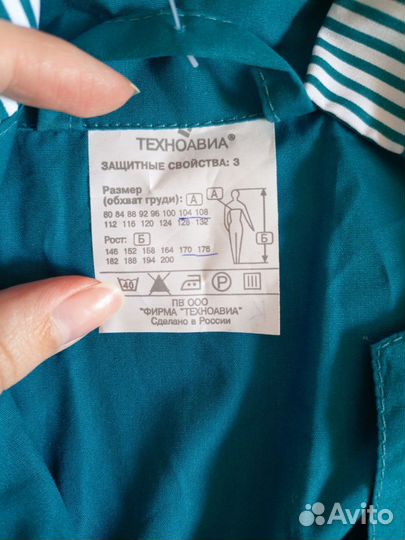 ТЕХНОАВИА®
ЗАЩИТНЫЕ СВОЙСТВА: З
Размер
(обхват груди): А
А
80 84 88 92 96 100 104 108
112 116 120 124 128 132
Рост: Б
Б
146 152 158 164 170 176
182 188 194 200
40
P
ПВ ООО
"ФИРМА "ТЕХНОАВИА"
Сделано в России
Avito